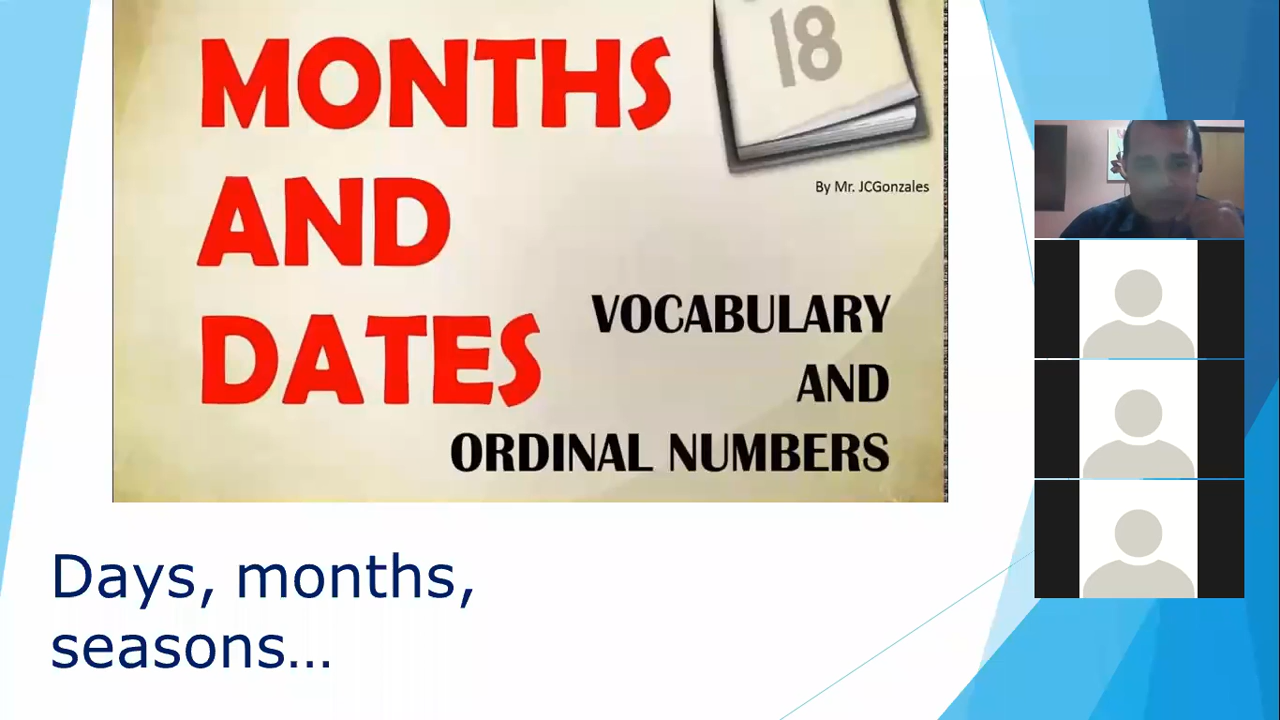 MONTHS
AND
DATES
18
By Mr. JCGonzales
VOCABULARY
AND
ORDINAL NUMBERS
Days, months,
seasons...